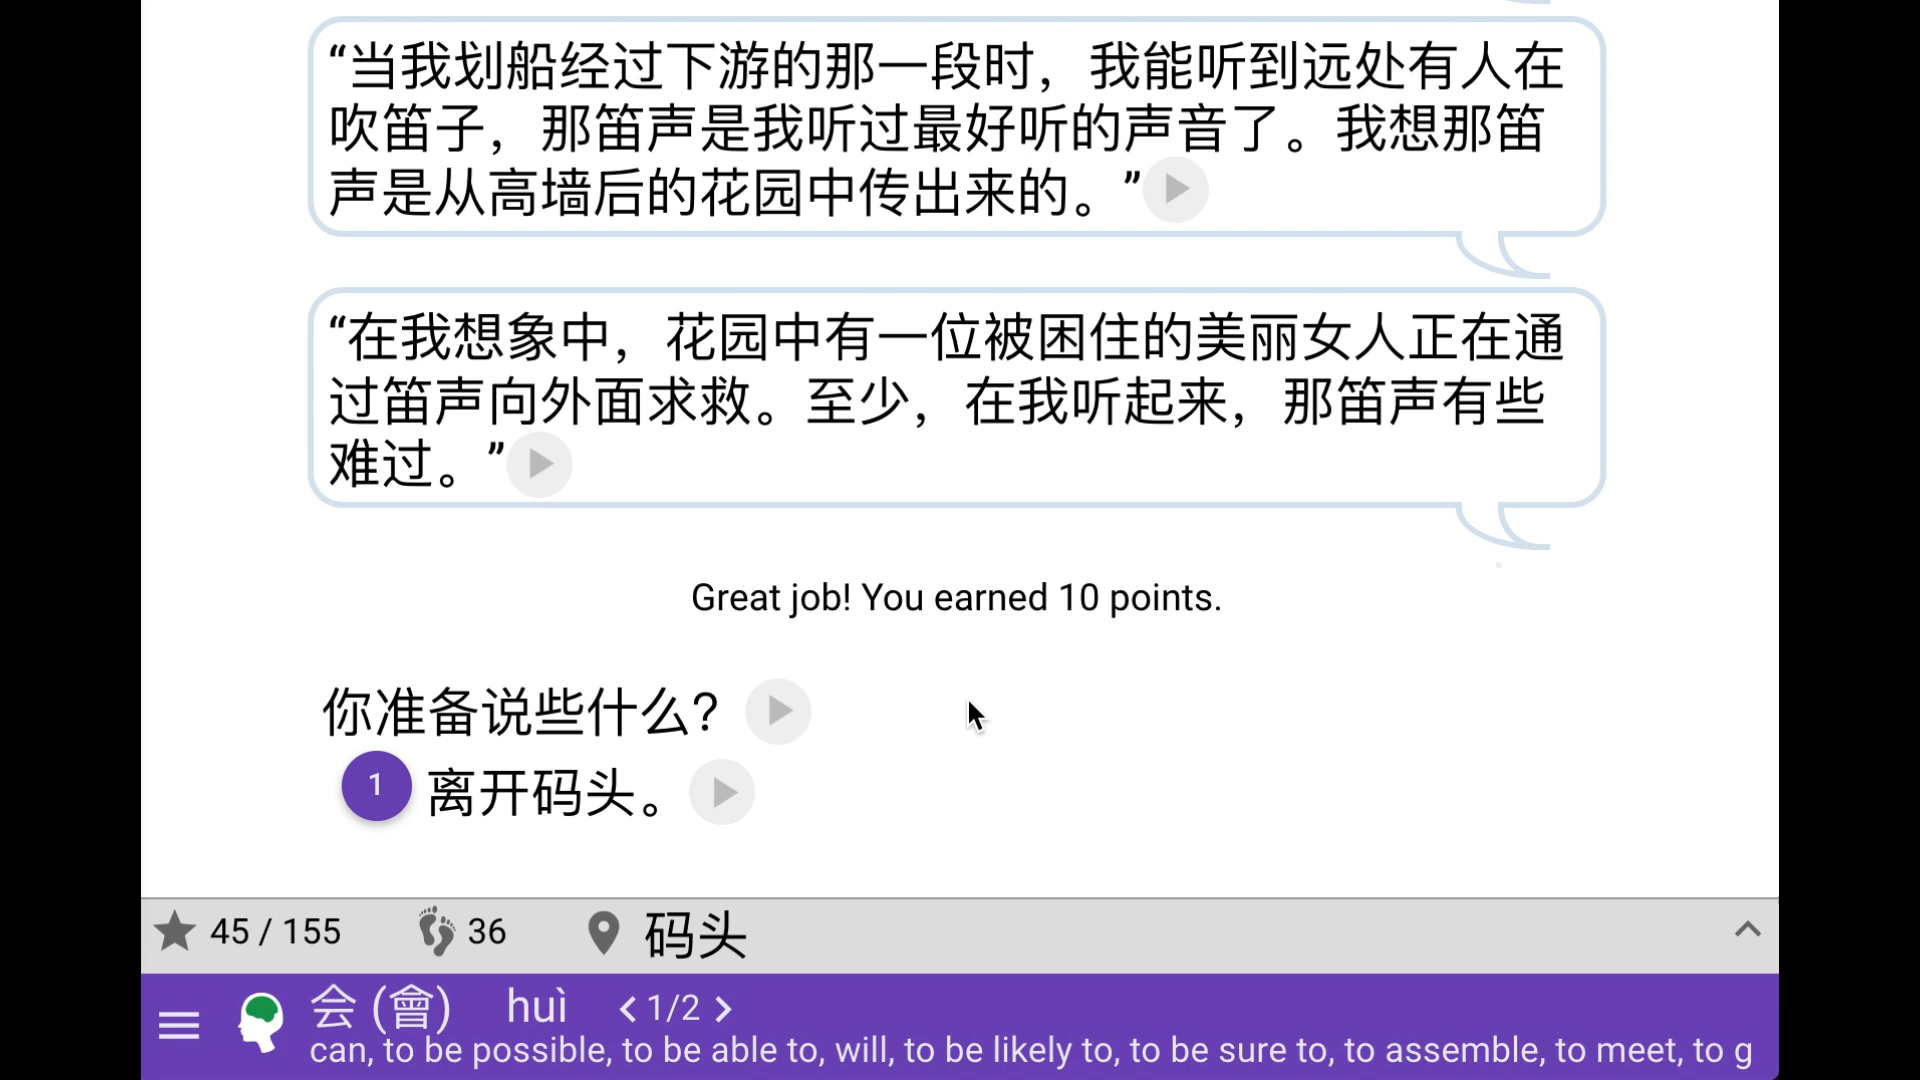 “当我划船经过下游的那一段时，我能听到远处有人在
吹笛子，那笛声是我听过最好听的声音了。我想那笛
声是从高墙后的花园中传出来的。”
“在我想象中，花园中有一位被困住的美丽女人正在通
过笛声向外面求救。至少，在我听起来，那笛声有些
难过。”
Great job! You earned 10 points.
你准备说些什么？
1 离开码头。
45 / 155 36 码头
会 (會) huì < 1/2 >
can, to be possible, to be able to, will, to be likely to, to be sure to, to assemble, to meet, to g